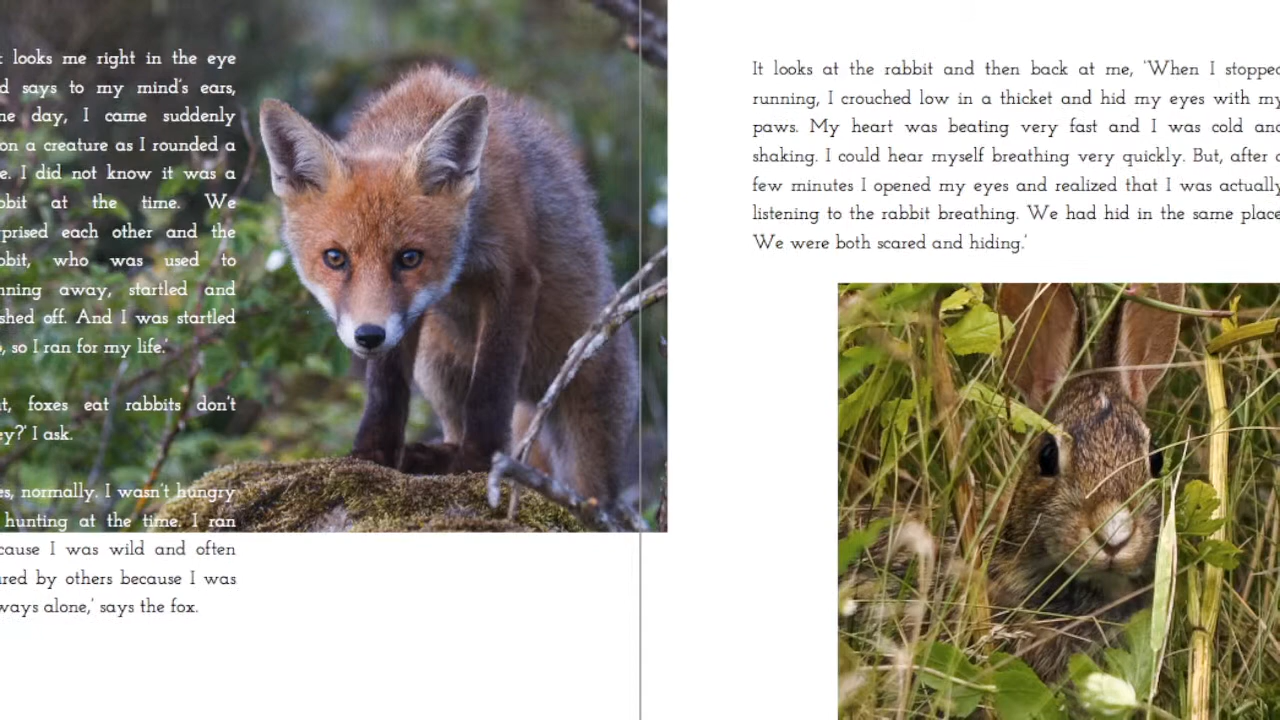 looks me right in the eye
says to my mind's ears,
day, I came suddenly
on a creature as I rounded a
I did not know it was a
at the time. We
each other and the
who was used to
away, startled and
off. And I was startled
so I ran for my life.'
foxes eat rabbits don't
I ask.
normally. I wasn't hungry
hunting at the time. I ran
I was wild and often
by others because I was
alone,' says the fox.
It looks at the rabbit and then back at me, 'When I stopped
running, I crouched low in a thicket and hid my eyes with my
paws. My heart was beating very fast and I was cold and
shaking. I could hear myself breathing very quickly. But, after a
few minutes I opened my eyes and realized that I was actually
listening to the rabbit breathing. We had hid in the same place
We were both scared and hiding.'